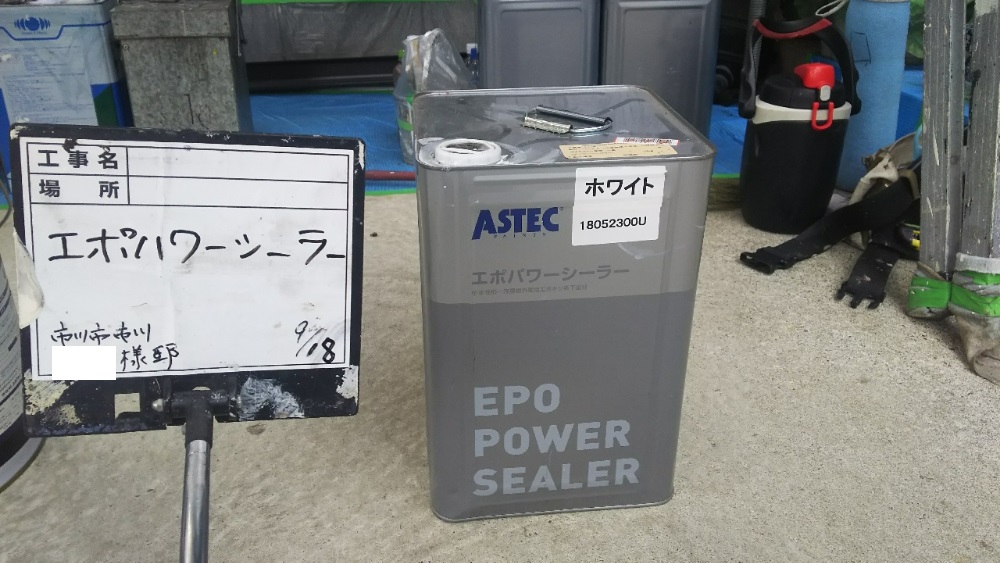 工事名
場所
エポパワーシーラー
市川市市川
様邸
9/18
ホワイト
18052300U
ASTEC
PAINTS
エポパワーシーラー
EPO
POWER
SEALER